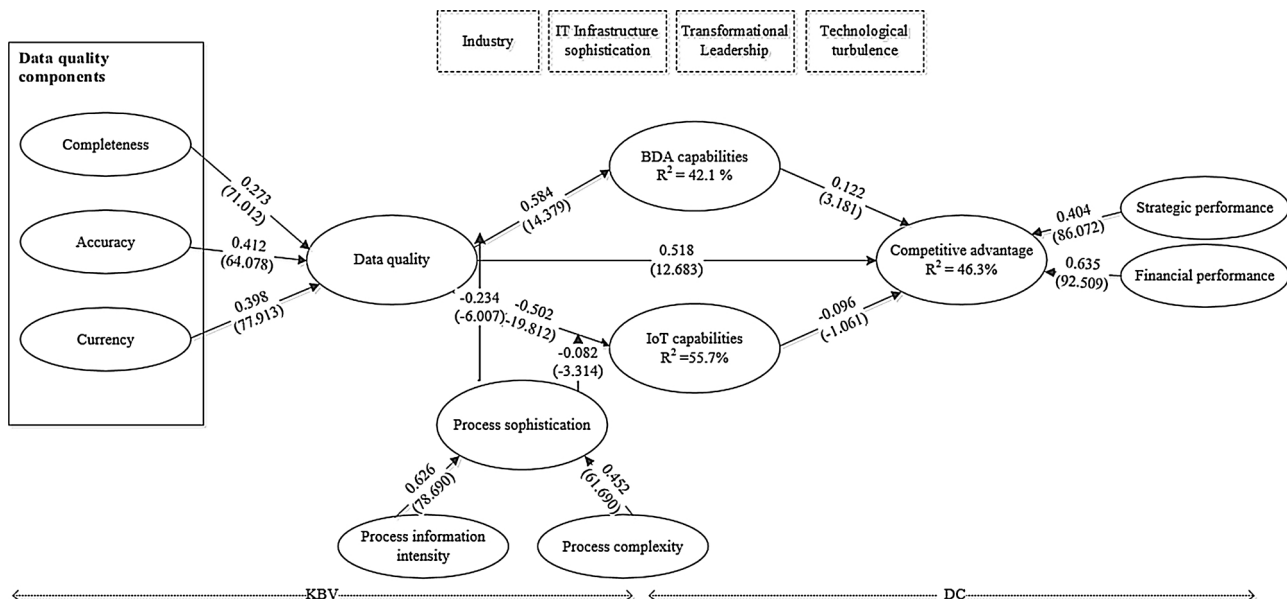 Industry
IT Infrastructure
sophistication
Transformational
Leadership
Technological
turbulence
Data quality
components
Completeness
Accuracy
Currency
0.273
(71.012)
0.412
(64.078)
0.398
(77.913)
Data quality
0.584
(14.379)
0.518
(12.683)
-0.234
(-6.007)
-0.502
(-19.812)
-0.082
(-3.314)
BDA capabilities
R² = 42.1 %
IoT capabilities
R² =55.7%
0.122
(3.181)
-0.096
(-1.061)
Competitive advantage
R² = 46.3%
0.404
(86.072)
0.635
(92.509)
Strategic performance
Financial performance
Process sophistication
0.626
(78.690)
0.452
(61.690)
Process information
intensity
Process complexity
KBV
DC